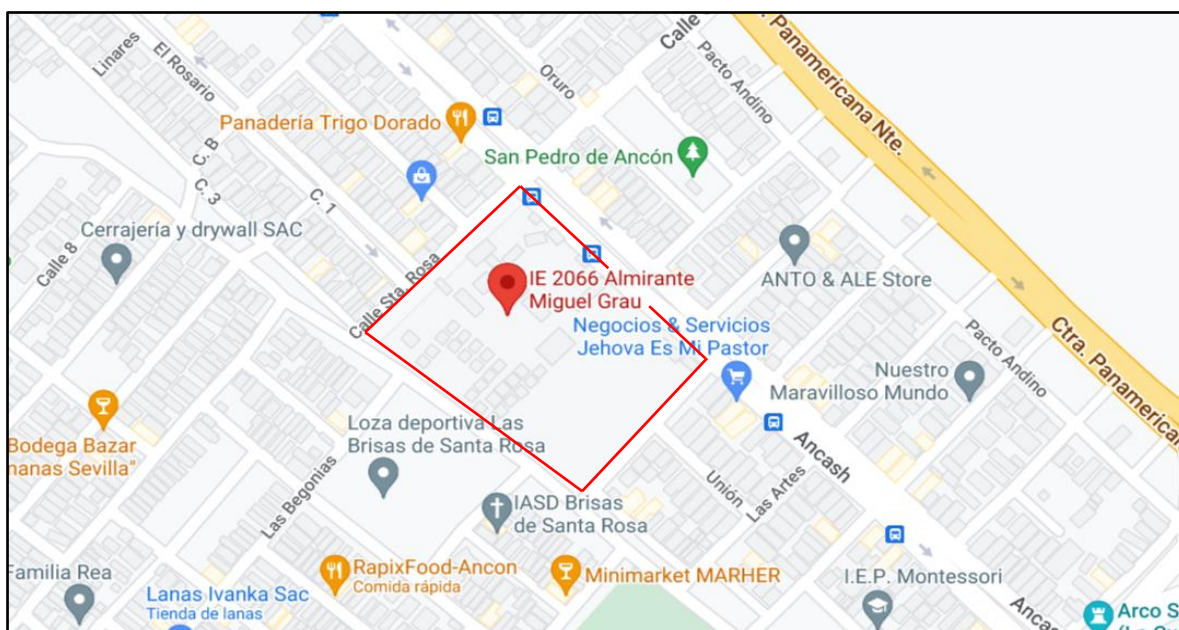 Linares
El Rosario
Oruro
Calle
Pacto Andino
. Panamericana Nte.
Panadería Trigo Dorado
C. B
San Pedro de Ancón
C. 3
C. 1
Cerrajería y drywall SAC
Calle 8
Calle Sta. Rosa
IE 2066 Almirante
Miguel Grau
ANTO & ALE Store
Negocios & Servicios
Jehova Es Mi Pastor
Ctra. Panamerican
Pacto Andino
Nuestro
Maravilloso Mundo
Bodega Bazar
manas Sevilla"
Loza deportiva Las
Brisas de Santa Rosa
Ancash
Unión
Las Artes
Las Begonias
IASD Brisas
de Santa Rosa
Familia Rea
RapixFood-Ancon
Comida rápida
Minimarket MARHER
I.E.P. Montessori
Lanas Ivanka Sac
Tienda de lanas
Ancas
Arco S